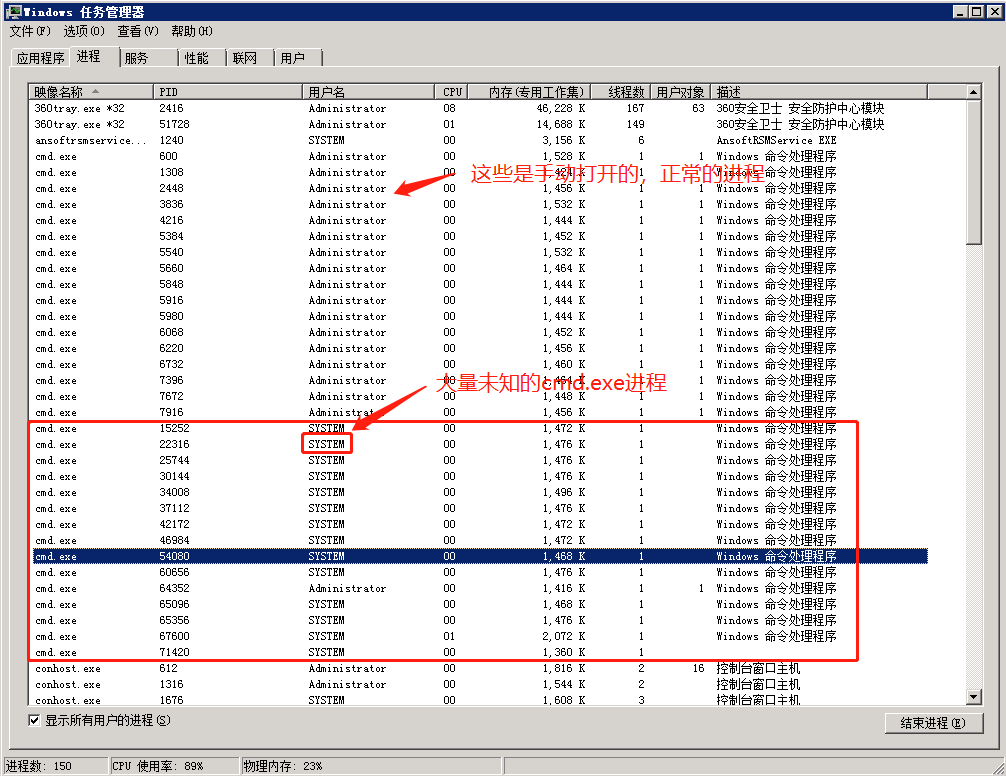 Windows 任务管理器
文件(F) 选项(O) 查看(V) 帮助(H)
应用程序 进程 服务 性能 联网 用户
映像名称 PID 用户名 CPU 内存(专用工作集) 线程数 用户对象 描述
360tray.exe *32 2416 Administrator 08 46,228 K 167 63 360安全卫士 安全防护中心模块
360tray.exe *32 51728 Administrator 01 14,688 K 149 360安全卫士 安全防护中心模块
ansoftrsmservice... 1240 SYSTEM 00 3,156 K 6 AnsoftRSMService EXE
cmd.exe 600 Administrator 00 1,528 K 1 1 Windows 命令处理程序
这些是手动打开的，正常的进程
cmd.exe 1308 Administrator 00 1,424 K 1 1 Windows 命令处理程序
cmd.exe 2448 Administrator 00 1,456 K 1 1 Windows 命令处理程序
cmd.exe 3836 Administrator 00 1,532 K 1 1 Windows 命令处理程序
cmd.exe 4216 Administrator 00 1,444 K 1 1 Windows 命令处理程序
cmd.exe 5384 Administrator 00 1,452 K 1 1 Windows 命令处理程序
cmd.exe 5540 Administrator 00 1,532 K 1 1 Windows 命令处理程序
cmd.exe 5660 Administrator 00 1,464 K 1 1 Windows 命令处理程序
cmd.exe 5848 Administrator 00 1,444 K 1 1 Windows 命令处理程序
cmd.exe 5916 Administrator 00 1,444 K 1 1 Windows 命令处理程序
cmd.exe 5980 Administrator 00 1,444 K 1 1 Windows 命令处理程序
cmd.exe 6068 Administrator 00 1,452 K 1 1 Windows 命令处理程序
cmd.exe 6220 Administrator 00 1,456 K 1 1 Windows 命令处理程序
cmd.exe 6732 Administrator 00 1,460 K 1 1 Windows 命令处理程序
cmd.exe 7396 Administrator 00 1,464 K 1 1 Windows 命令处理程序
大量未知的cmd.exe进程
cmd.exe 7672 Administrator 00 1,448 K 1 1 Windows 命令处理程序
cmd.exe 7916 Administrator 00 1,456 K 1 1 Windows 命令处理程序
cmd.exe 15252 SYSTEM 00 1,472 K 1 Windows 命令处理程序
cmd.exe 22316 SYSTEM 00 1,476 K 1 Windows 命令处理程序
cmd.exe 25744 SYSTEM 00 1,476 K 1 Windows 命令处理程序
cmd.exe 30144 SYSTEM 00 1,476 K 1 Windows 命令处理程序
cmd.exe 34008 SYSTEM 00 1,496 K 1 Windows 命令处理程序
cmd.exe 37112 SYSTEM 00 1,476 K 1 Windows 命令处理程序
cmd.exe 42172 SYSTEM 00 1,472 K 1 Windows 命令处理程序
cmd.exe 46984 SYSTEM 00 1,472 K 1 Windows 命令处理程序
cmd.exe 54080 SYSTEM 00 1,468 K 1 Windows 命令处理程序
cmd.exe 60656 SYSTEM 00 1,476 K 1 Windows 命令处理程序
cmd.exe 64352 Administrator 00 1,416 K 1 1 Windows 命令处理程序
cmd.exe 65096 SYSTEM 00 1,468 K 1 Windows 命令处理程序
cmd.exe 65356 SYSTEM 00 1,476 K 1 Windows 命令处理程序
cmd.exe 67600 SYSTEM 01 2,072 K 1 Windows 命令处理程序
cmd.exe 71420 SYSTEM 00 1,360 K 1
conhost.exe 612 Administrator 00 1,816 K 2 16 控制台窗口主机
conhost.exe 1316 Administrator 00 1,544 K 2 控制台窗口主机
conhost.exe 1676 SYSTEM 00 1,608 K 3 控制台窗口主机
显示所有用户的进程(S) 结束进程(E)
进程数: 150 CPU 使用率: 89% 物理内存: 23%